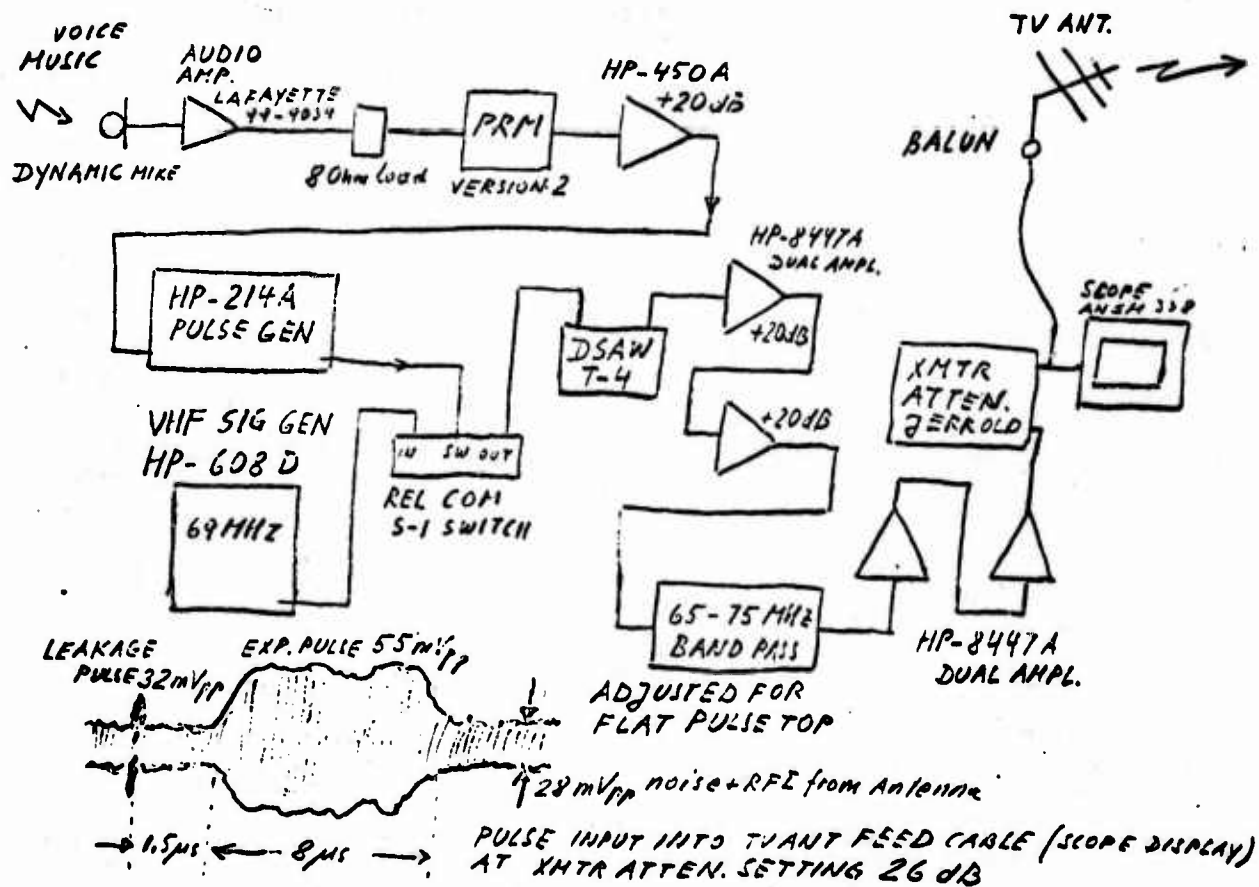 VOICE
MUSIC
AUDIO
AMP.
LAFAYETTE
DYNAMIC MIKE
8 Ohm load
PRM
VERSION-2
HP-450A
+20dB
TV ANT.
BALUN
HP-214A
PULSE GEN
DSAW
T-4
HP-8447A
DUAL AMPL.
+20dB
+20dB
SCOPE
XMTR
ATTEN.
JERROLD
VHF SIG GEN
HP-608D
69MHZ
IN SW OUT
REL COM
S-1 SWITCH
65-75 MHz
BAND PASS
ADJUSTED FOR
FLAT PULSE TOP
HP-8447A
DUAL AMPL.
LEAKAGE
PULSE 32mVpp
EXP. PULSE 55mVpp
28mVpp noise+RFI from Antenna
1.5μs
8μs
PULSE INPUT INTO TV ANT FEED CABLE (SCOPE DISPLAY)
AT XMTR ATTEN. SETTING 26 dB